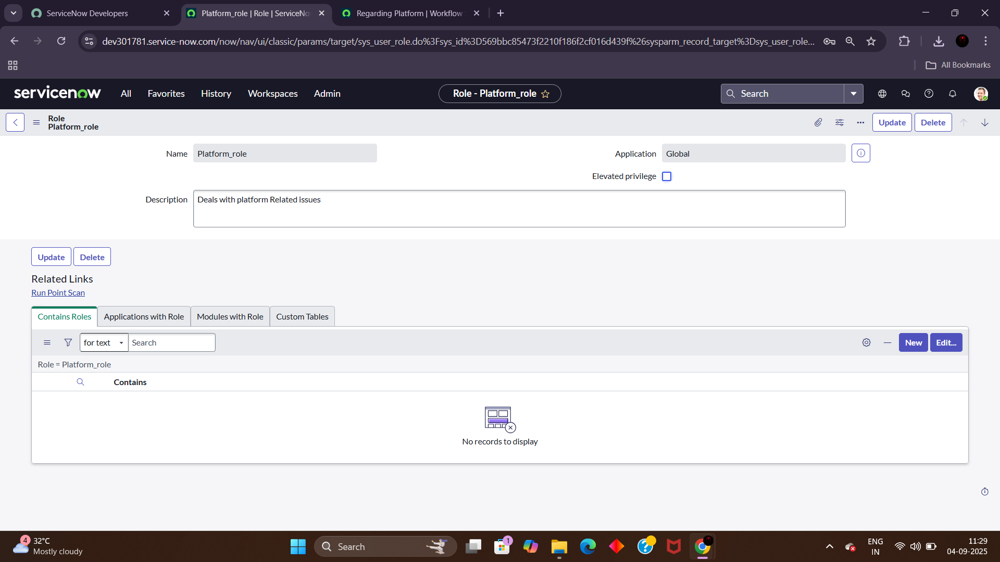 ServiceNow Developers
Platform_role | Role | ServiceNo
Regarding Platform | Workflow
dev301781.service-now.com/now/nav/ui/classic/params/target/sys_user_role.do%3Fsys_id%3D569bbc85473f2210f186f2cf016d439f%26sysparm_record_target%3Dsys_user_role...
All Bookmarks
servicenow
All
Favorites
History
Workspaces
Admin
Role - Platform_role
Search
Role
Platform_role
Update
Delete
Name
Platform_role
Application
Global
Elevated privilege
Description
Deals with platform Related issues
Update
Delete
Related Links
Run Point Scan
Contains Roles
Applications with Role
Modules with Role
Custom Tables
for text
Search
New
Edit...
Role = Platform_role
Contains
No records to display
4
32°C
Mostly cloudy
Search
1
ENG
IN
11:29
04-09-2025